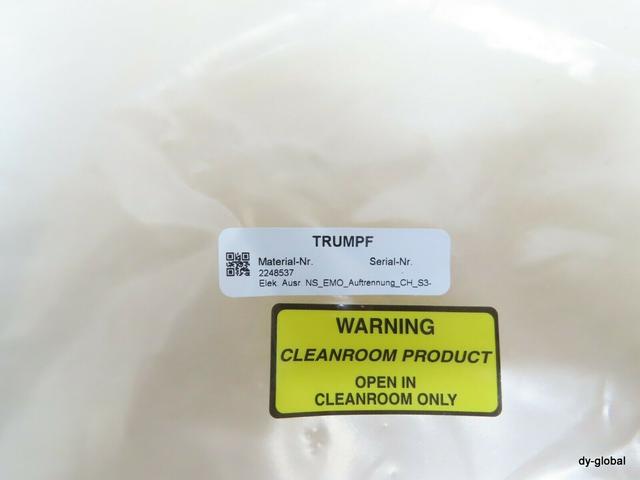 TRUMPF
Material-Nr. Serial-Nr.
2248537
Elek. Ausr. NS_EMO_Auftrennung_CH_S3-
WARNING
CLEANROOM PRODUCT
OPEN IN
CLEANROOM ONLY
dy-global